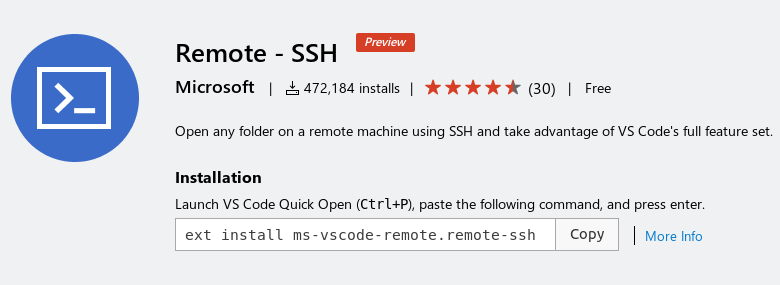 Remote - SSH Preview
Microsoft | 472,184 installs | (30) | Free
Open any folder on a remote machine using SSH and take advantage of VS Code's full feature set.
Installation
Launch VS Code Quick Open (Ctrl+P), paste the following command, and press enter.
ext install ms-vscode-remote.remote-ssh Copy | More Info